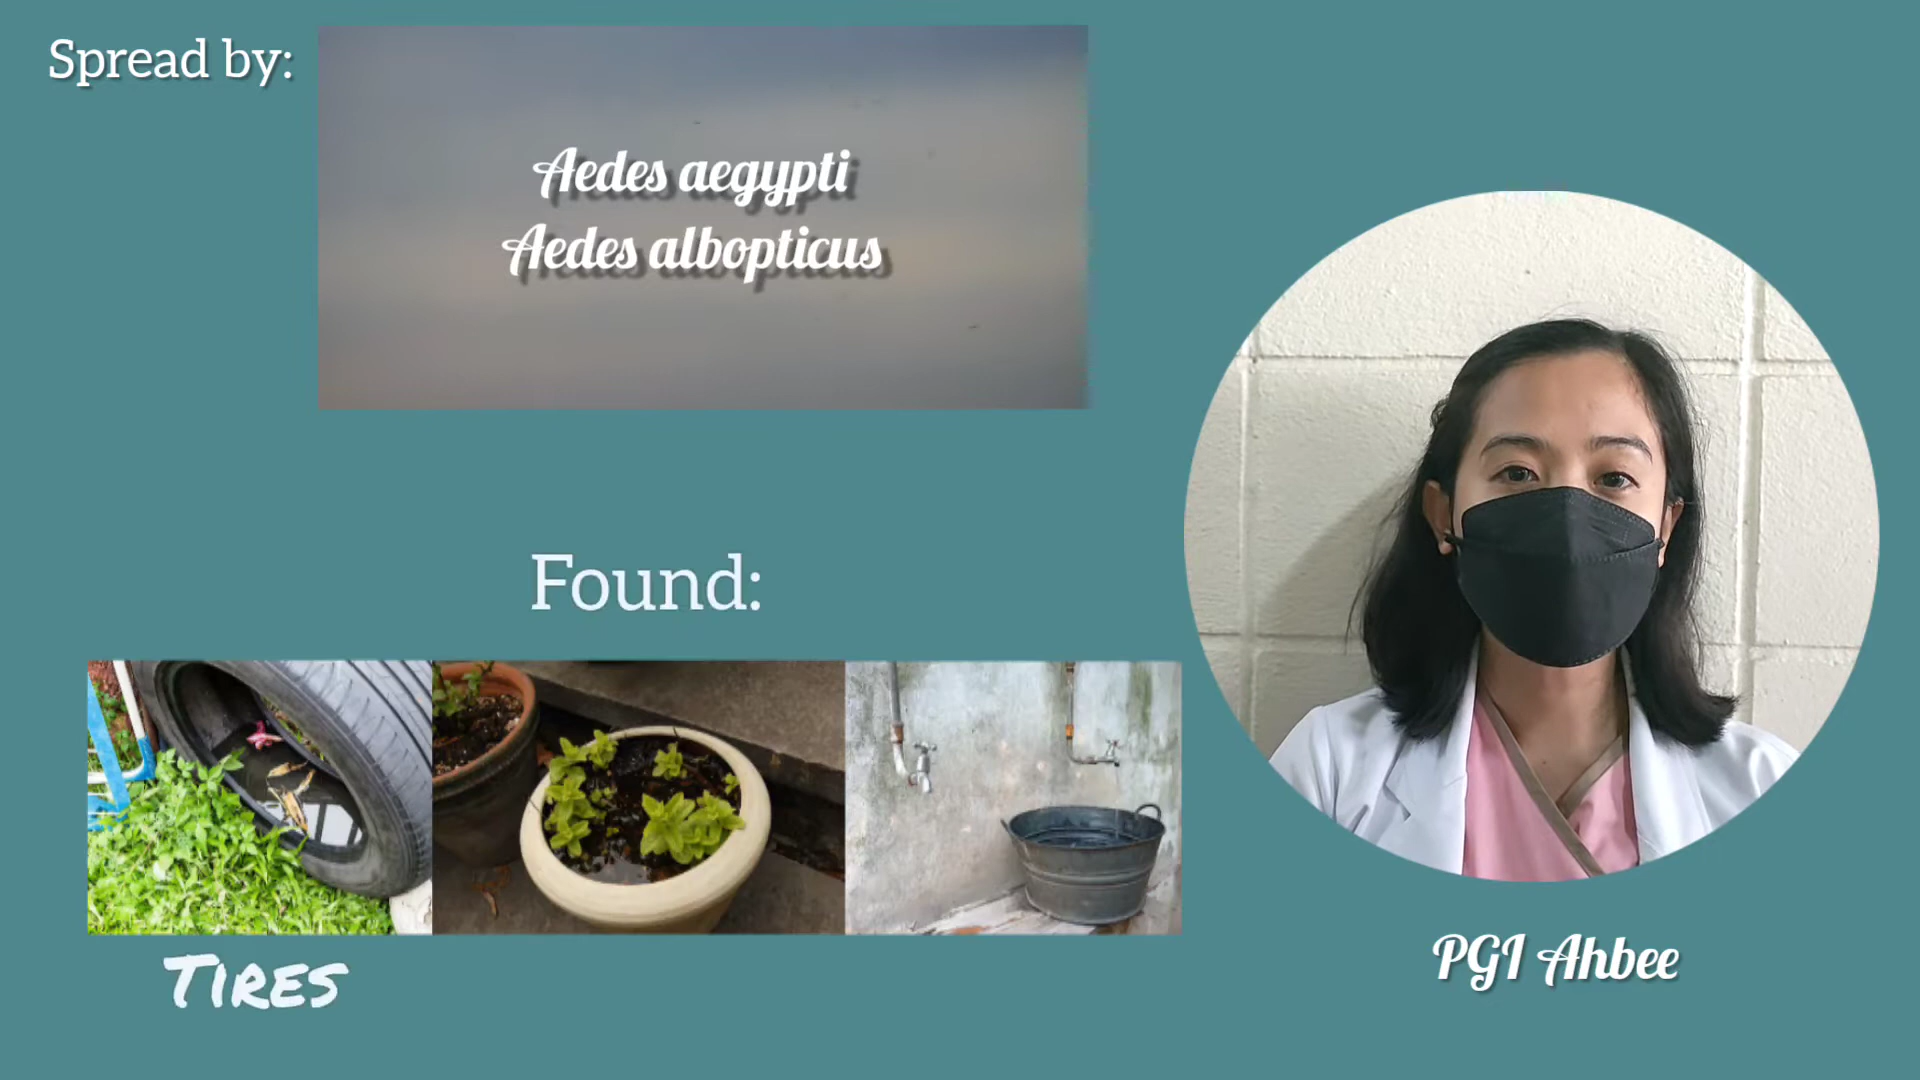 Spread by:
Aedes aegypti
Aedes albopticus
Found:
TIRES
PGI Ahbee